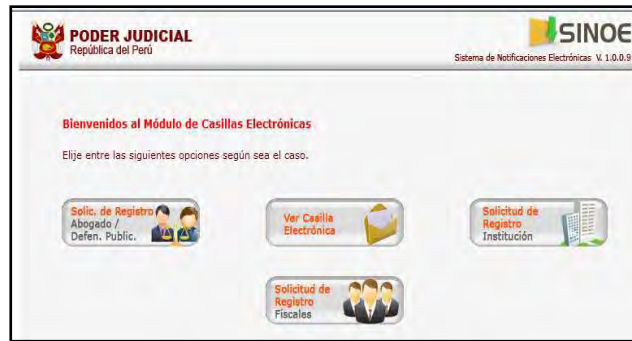 PODER JUDICIAL
República del Perú
SINOE
Sistema de Notificaciones Electrónicas V. 1.0.0.9
Bienvenidos al Módulo de Casillas Electrónicas
Elije entre las siguientes opciones según sea el caso.
Solic. de Registro
Abogado /
Defen. Public.
Ver Casilla
Electrónica
Solicitud de
Registro
Institución
Solicitud de
Registro
Fiscales